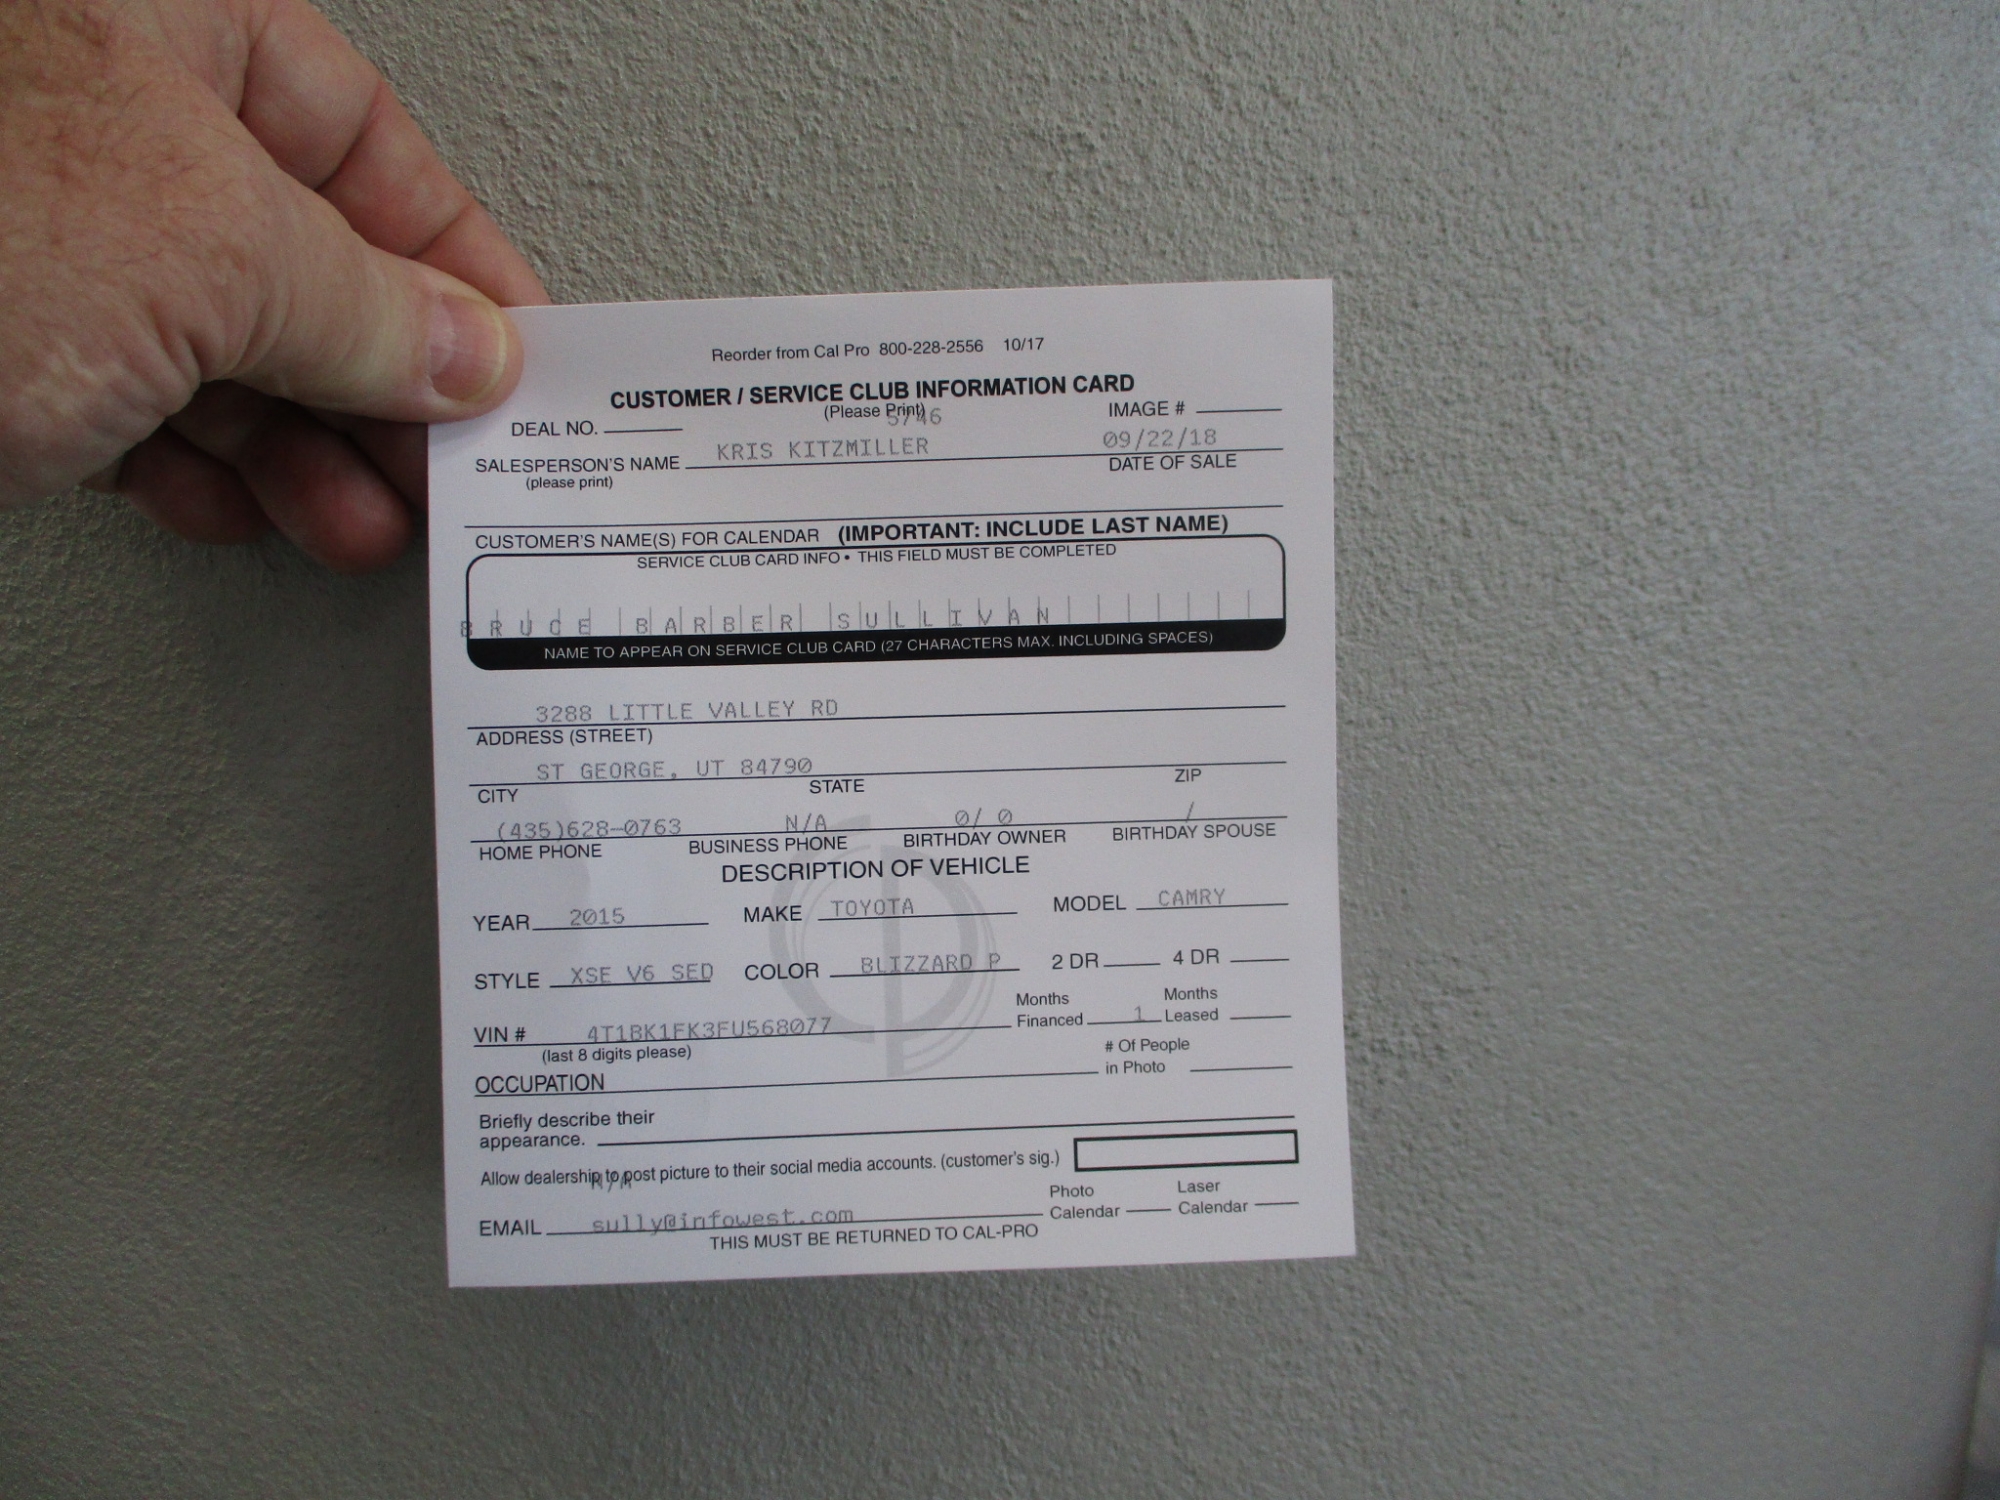 Reorder from Cal Pro 800-228-2556 10/17
CUSTOMER / SERVICE CLUB INFORMATION CARD
(Please Print)
5746
DEAL NO. IMAGE #
SALESPERSON'S NAME KRIS KITZMILLER 09/22/18
(please print) DATE OF SALE
CUSTOMER'S NAME(S) FOR CALENDAR (IMPORTANT: INCLUDE LAST NAME)
SERVICE CLUB CARD INFO • THIS FIELD MUST BE COMPLETED
BRUCE BARBER SULLIVAN
NAME TO APPEAR ON SERVICE CLUB CARD (27 CHARACTERS MAX. INCLUDING SPACES)
3288 LITTLE VALLEY RD
ADDRESS (STREET)
ST GEORGE, UT 84790
CITY STATE ZIP
(435)628-0763 N/A 0/ 0 /
HOME PHONE BUSINESS PHONE BIRTHDAY OWNER BIRTHDAY SPOUSE
DESCRIPTION OF VEHICLE
YEAR 2015 MAKE TOYOTA MODEL CAMRY
STYLE XSE V6 SED COLOR BLIZZARD P 2 DR 4 DR
VIN # 4T1BK1FK3FU568077 Months Financed 1 Months Leased
(last 8 digits please)
OCCUPATION # Of People in Photo
Briefly describe their
appearance.
Allow dealership to post picture to their social media accounts. (customer's sig.)
N/A
EMAIL sully@infowest.com Photo Calendar Laser Calendar
THIS MUST BE RETURNED TO CAL-PRO